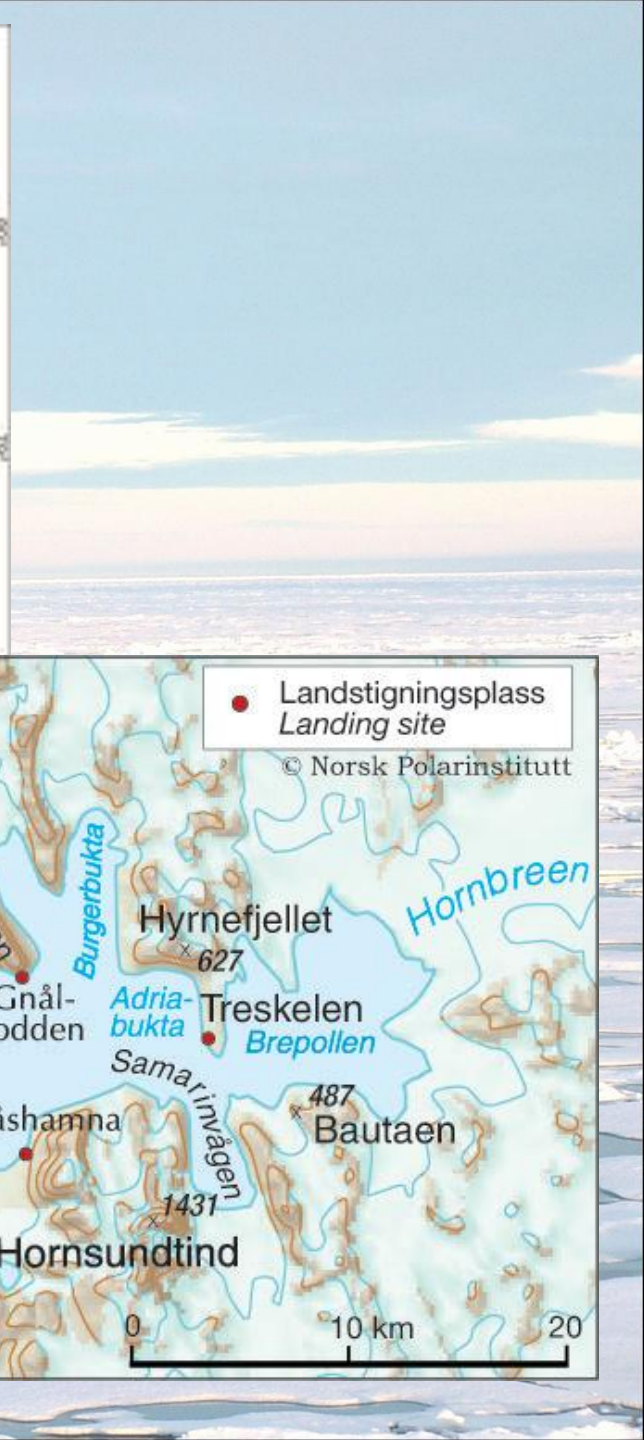 Landstigningsplass
Landing site
© Norsk Polarinstitutt
Burgerbukta
Hornbreen
Hyrnefjellet
627
Gnål-
odden
Adria-
bukta
Treskelen
Brepollen
Samarinvågen
487
Bautaen
åshamna
1431
Hornsundtind
0
10 km
20